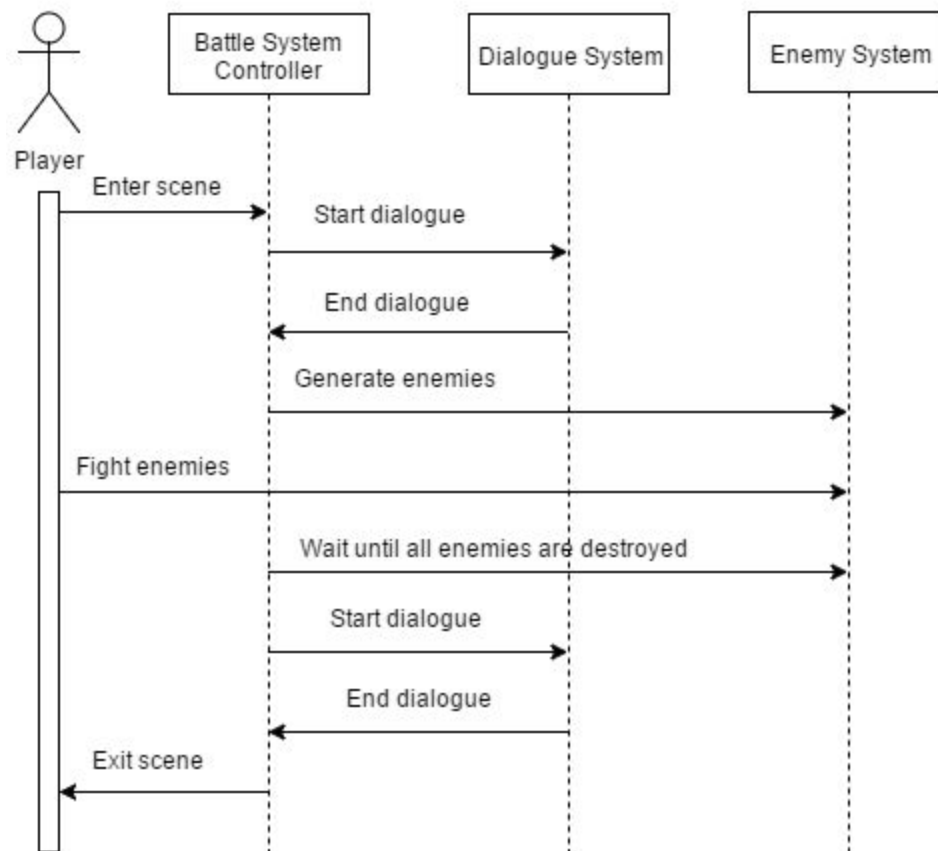 Battle System
Controller
Dialogue System
Enemy System
Player
Enter scene
Start dialogue
End dialogue
Generate enemies
Fight enemies
Wait until all enemies are destroyed
Start dialogue
End dialogue
Exit scene